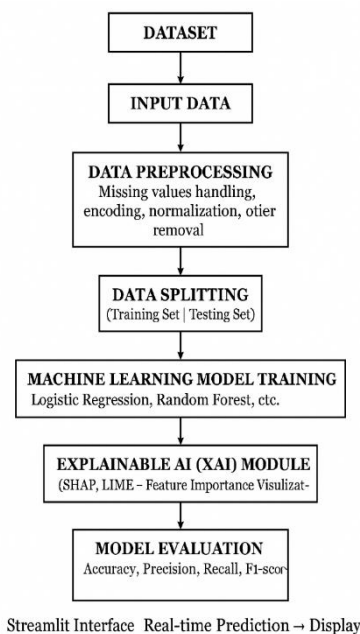 DATASET
INPUT DATA
DATA PREPROCESSING
Missing values handling,
encoding, normalization, otier
removal
DATA SPLITTING
(Training Set | Testing Set)
MACHINE LEARNING MODEL TRAINING
Logistic Regression, Random Forest, ctc.
EXPLAINABLE AI (XAI) MODULE
(SHAP, LIME – Feature Importance Visulizat-
MODEL EVALUATION
Accuracy, Precision, Recall, F1-scor
Streamlit Interface Real-time Prediction → Display